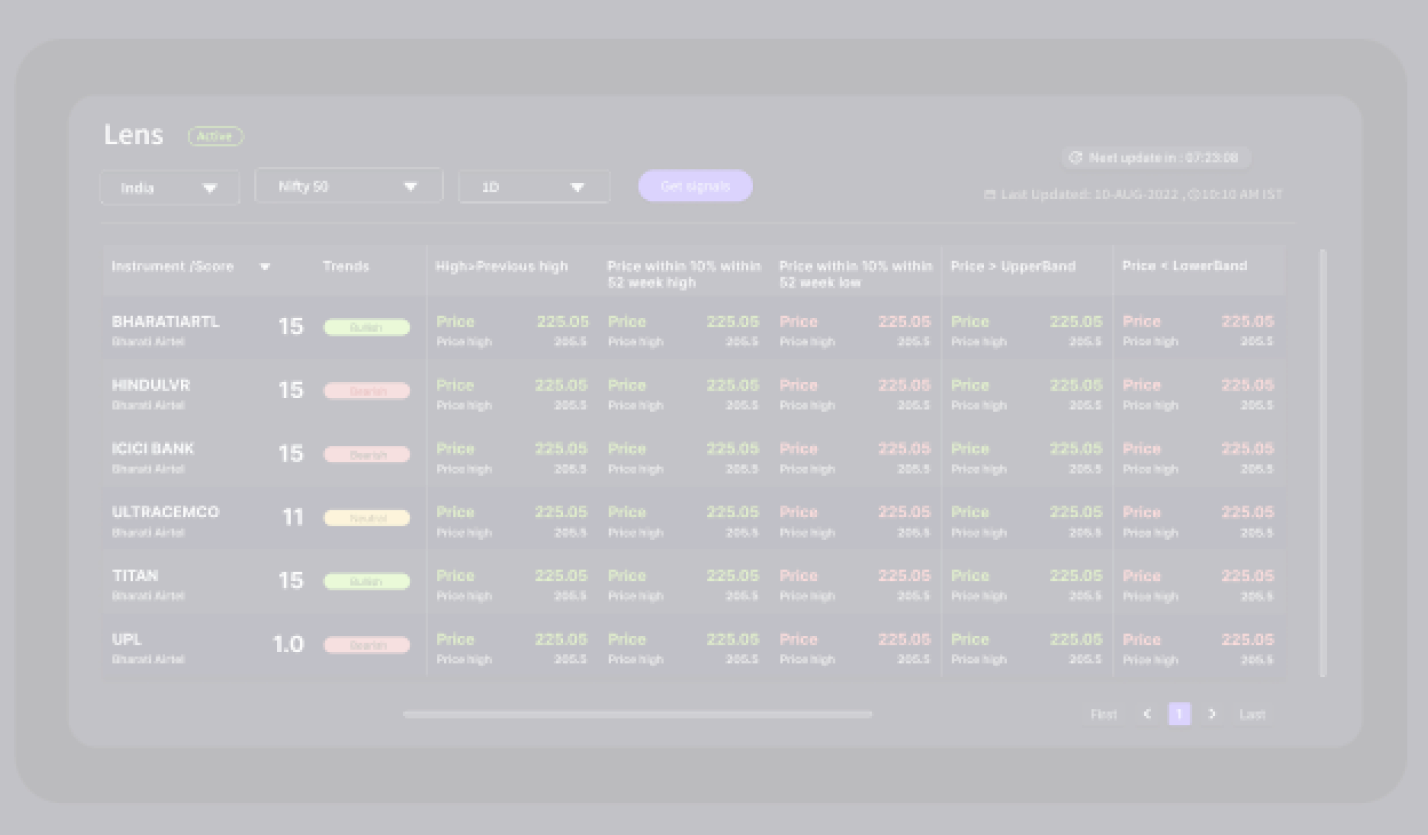 Lens Active
Next update in : 07:23:08
India Nifty 50 1D Get signals
Last Updated: 10-AUG-2022 , 10:10 AM IST
Instrument /Score Trends High>Previous high Price within 10% within 52 week high Price within 10% within 52 week low Price > UpperBand Price < LowerBand
BHARATIARTL 15 Bullish Price 225.05 Price 225.05 Price 225.05 Price 225.05 Price 225.05
Bharati Airtel Price high 205.5 Price high 205.5 Price high 205.5 Price high 205.5 Price high 205.5
HINDULVR 15 Bearish Price 225.05 Price 225.05 Price 225.05 Price 225.05 Price 225.05
Bharati Airtel Price high 205.5 Price high 205.5 Price high 205.5 Price high 205.5 Price high 205.5
ICICI BANK 15 Bearish Price 225.05 Price 225.05 Price 225.05 Price 225.05 Price 225.05
Bharati Airtel Price high 205.5 Price high 205.5 Price high 205.5 Price high 205.5 Price high 205.5
ULTRACEMCO 11 Neutral Price 225.05 Price 225.05 Price 225.05 Price 225.05 Price 225.05
Bharati Airtel Price high 205.5 Price high 205.5 Price high 205.5 Price high 205.5 Price high 205.5
TITAN 15 Bullish Price 225.05 Price 225.05 Price 225.05 Price 225.05 Price 225.05
Bharati Airtel Price high 205.5 Price high 205.5 Price high 205.5 Price high 205.5 Price high 205.5
UPL 1.0 Bearish Price 225.05 Price 225.05 Price 225.05 Price 225.05 Price 225.05
Bharati Airtel Price high 205.5 Price high 205.5 Price high 205.5 Price high 205.5 Price high 205.5
First < 1 > Last